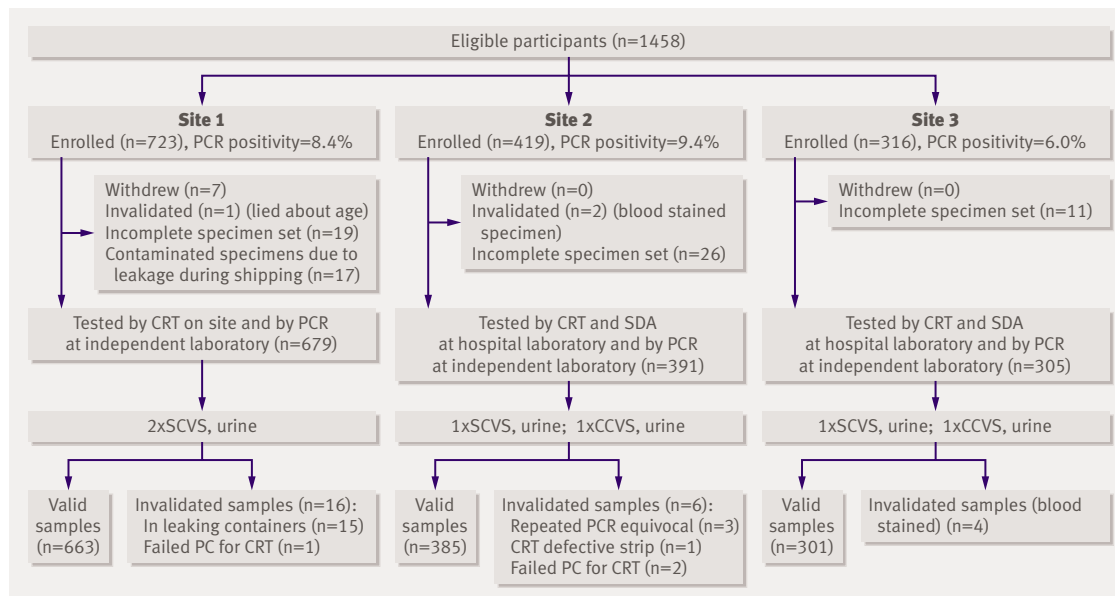 Eligible participants (n=1458)
Site 1
Enrolled (n=723), PCR positivity=8.4%
Withdrew (n=7)
Invalidated (n=1) (lied about age)
Incomplete specimen set (n=19)
Contaminated specimens due to
leakage during shipping (n=17)
Tested by CRT on site and by PCR
at independent laboratory (n=679)
2xSCVS, urine
Valid
samples
(n=663)
Invalidated samples (n=16):
In leaking containers (n=15)
Failed PC for CRT (n=1)
Site 2
Enrolled (n=419), PCR positivity=9.4%
Withdrew (n=0)
Invalidated (n=2) (blood stained
specimen)
Incomplete specimen set (n=26)
Tested by CRT and SDA
at hospital laboratory and by PCR
at independent laboratory (n=391)
1xSCVS, urine; 1xCCVS, urine
Valid
samples
(n=385)
Invalidated samples (n=6):
Repeated PCR equivocal (n=3)
CRT defective strip (n=1)
Failed PC for CRT (n=2)
Site 3
Enrolled (n=316), PCR positivity=6.0%
Withdrew (n=0)
Incomplete specimen set (n=11)
Tested by CRT and SDA
at hospital laboratory and by PCR
at independent laboratory (n=305)
1xSCVS, urine; 1xCCVS, urine
Valid
samples
(n=301)
Invalidated samples (blood
stained) (n=4)